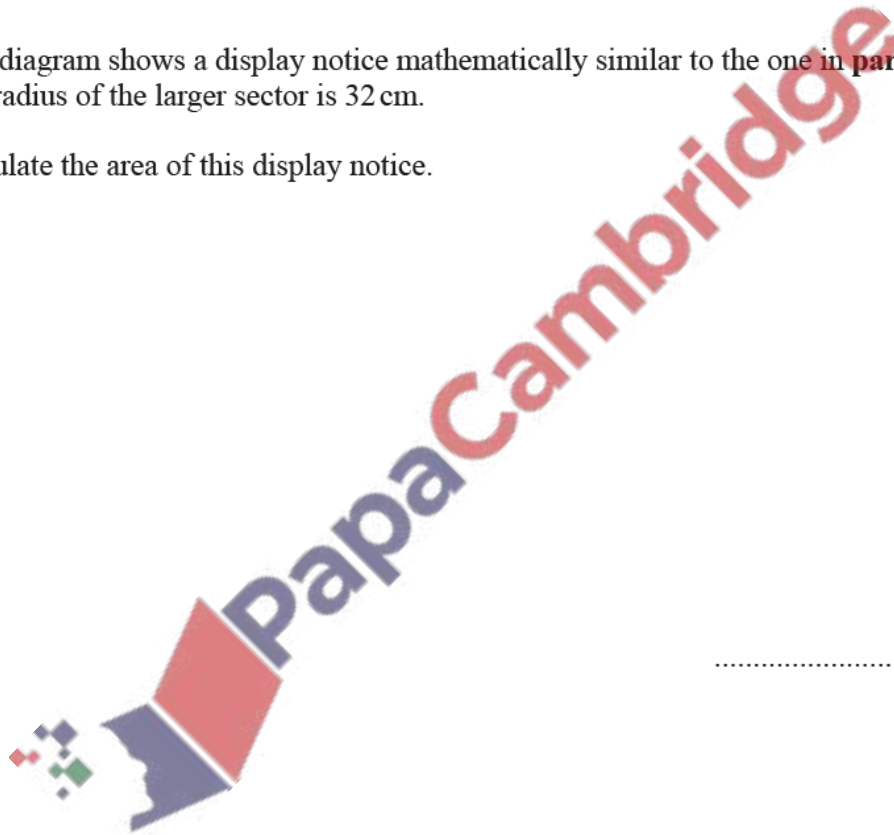 diagram shows a display notice mathematically similar to the one in par
adius of the larger sector is 32 cm.
ulate the area of this display notice.
PapaCambridge
.......................